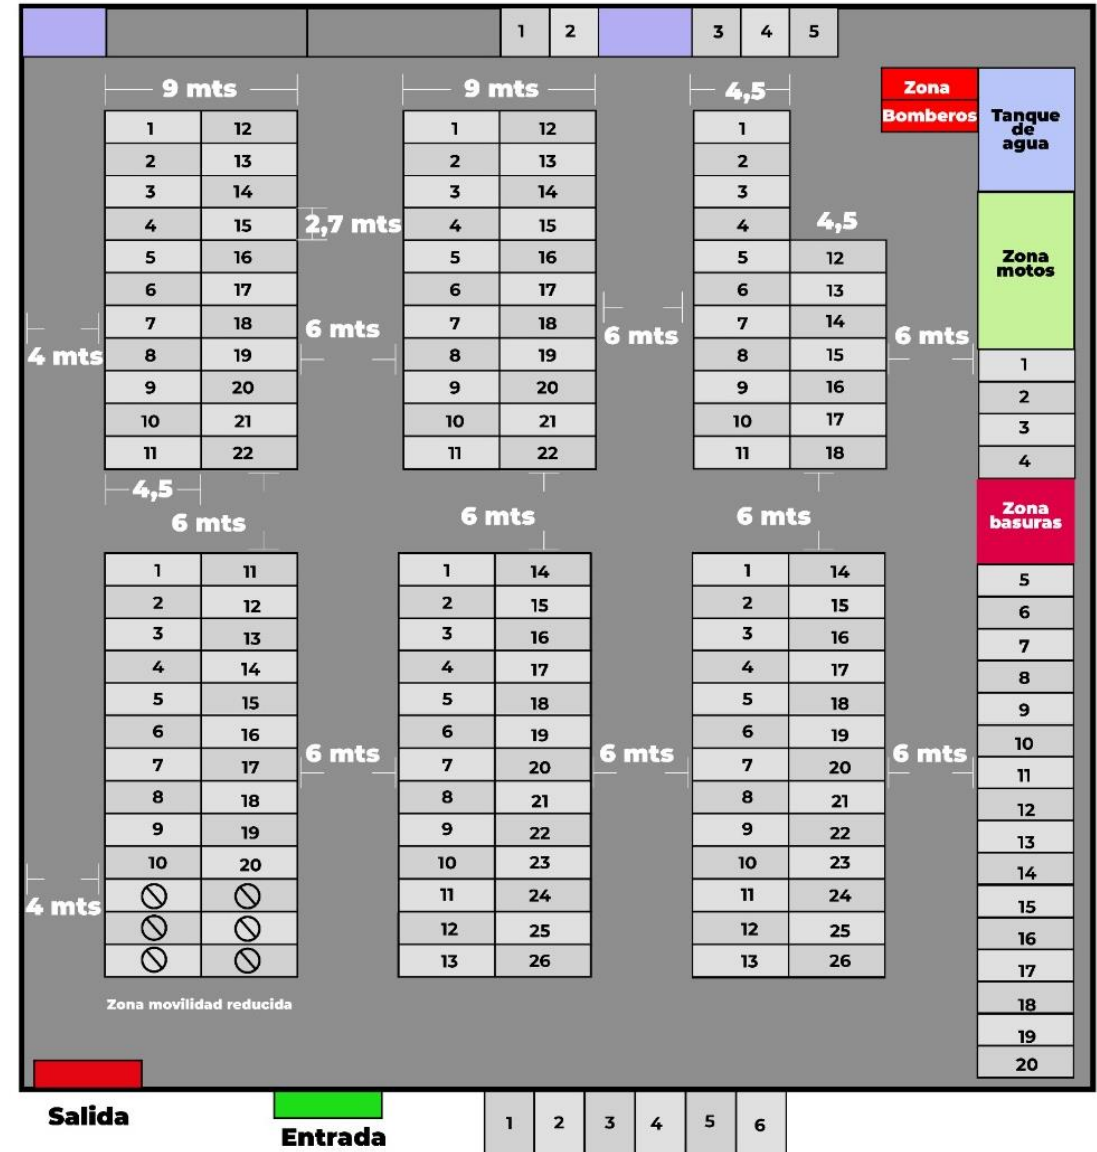 1 2 3 4 5
9 mts 9 mts 4,5
Zona
Bomberos
Tanque
de
agua
1 12 1 12 1
2 13 2 13 2
3 14 3 14 3
4 15 2,7 mts 4 15 4 4,5
5 16 5 16 5 12
6 17 6 17 6 13
7 18 7 18 7 14
8 19 8 19 8 15
9 20 9 20 9 16
10 21 10 21 10 17
11 22 11 22 11 18
4 mts 6 mts 6 mts 6 mts
Zona
motos
1
2
3
4
4,5
6 mts 6 mts 6 mts
Zona
basuras
1 11 1 14 1 14
2 12 2 15 2 15
3 13 3 16 3 16
4 14 4 17 4 17
5 15 5 18 5 18
6 16 6 19 6 19
7 17 7 20 7 20
8 18 8 21 8 21
9 19 9 22 9 22
10 20 10 23 10 23
11 24 11 24
12 25 12 25
13 26 13 26
6 mts 6 mts 6 mts
4 mts
5
6
7
8
9
10
11
12
13
14
15
16
17
18
19
20
Zona movilidad reducida
Salida
Entrada
1 2 3 4 5 6